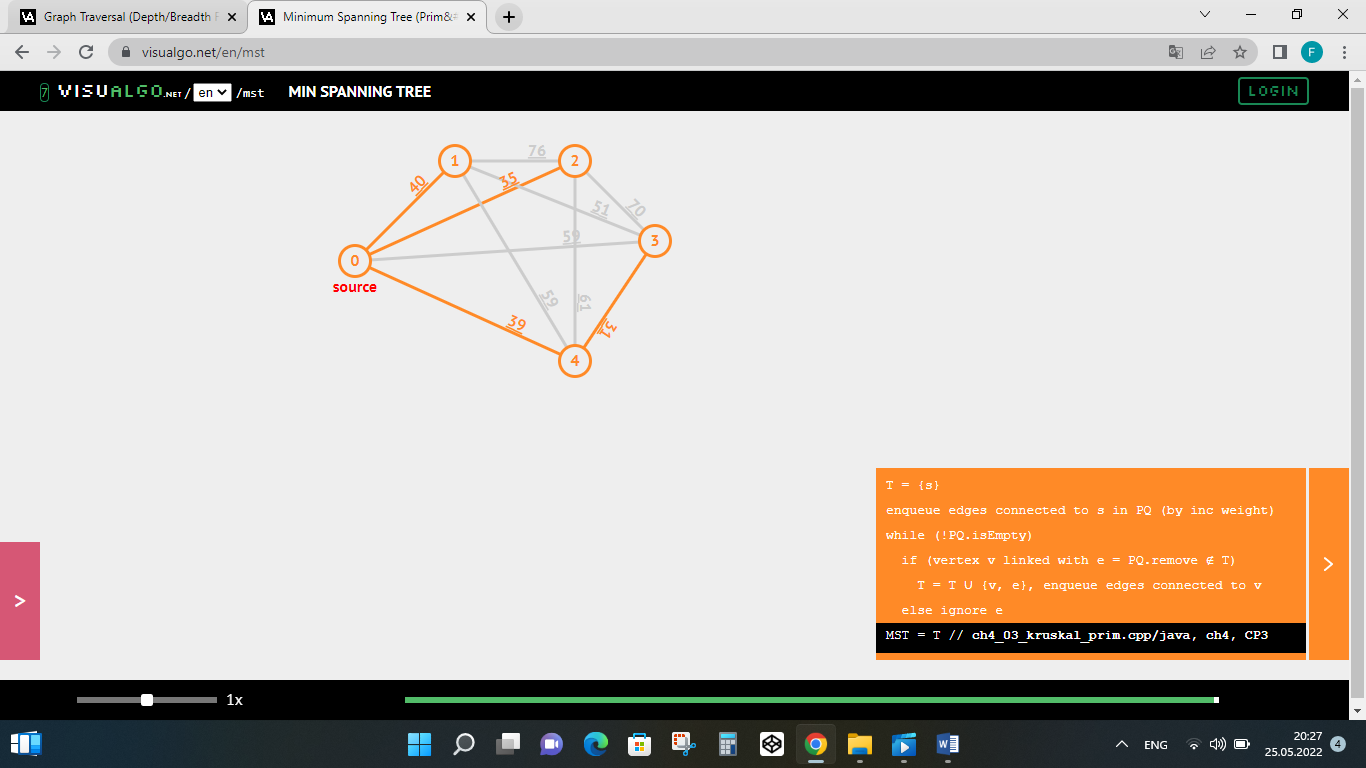 Graph Traversal (Depth/Breadth F
Minimum Spanning Tree (Prim&#
visualgo.net/en/mst
F
7 VISUALGO.NET / en /mst MIN SPANNING TREE LOGIN
1 76 2
40 35
51 70
59 3
0
source
59 61
39 31
4
T = {s}
enqueue edges connected to s in PQ (by inc weight)
while (!PQ.isEmpty)
if (vertex v linked with e = PQ.remove ∉ T)
T = T ∪ {v, e}, enqueue edges connected to v
else ignore e
MST = T // ch4_03_kruskal_prim.cpp/java, ch4, CP3
>
>
1x
ENG
20:27
25.05.2022
4